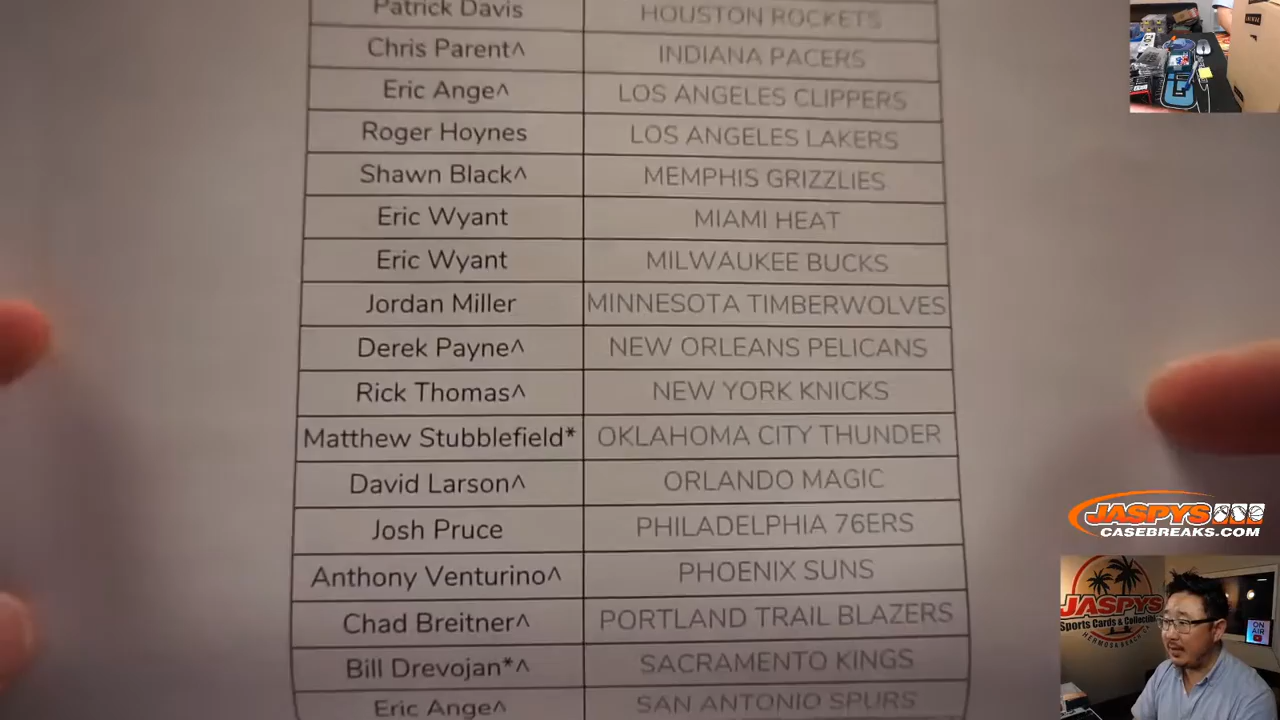 Patrick Davis HOUSTON ROCKETS
Chris Parent^ INDIANA PACERS
Eric Ange^ LOS ANGELES CLIPPERS
Roger Hoynes LOS ANGELES LAKERS
Shawn Black^ MEMPHIS GRIZZLIES
Eric Wyant MIAMI HEAT
Eric Wyant MILWAUKEE BUCKS
Jordan Miller MINNESOTA TIMBERWOLVES
Derek Payne^ NEW ORLEANS PELICANS
Rick Thomas^ NEW YORK KNICKS
Matthew Stubblefield* OKLAHOMA CITY THUNDER
David Larson^ ORLANDO MAGIC
Josh Pruce PHILADELPHIA 76ERS
Anthony Venturino^ PHOENIX SUNS
Chad Breitner^ PORTLAND TRAIL BLAZERS
Bill Drevojan*^ SACRAMENTO KINGS
Eric Ange^ SAN ANTONIO SPURS
JASPYS
CASEBREAKS.COM
JASPYS
Sports Cards & Collectib
HERMOSA BEACH
ON
AIR